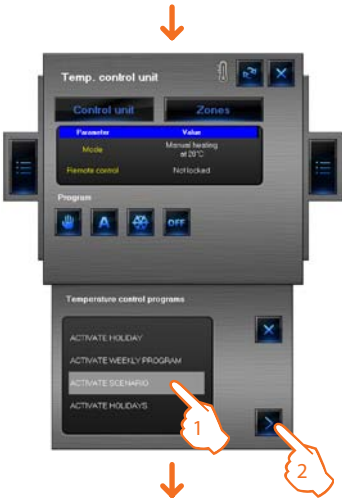 Temp. control unit
Control unit Zones
Parameter Value
Mode Manual heating
at 28°C
Remote control Not locked
Program
A OFF
Temperature control programs
ACTIVATE HOLIDAY
ACTIVATE WEEKLY PROGRAM
ACTIVATE SCENARIO
ACTIVATE HOLIDAYS
1
2